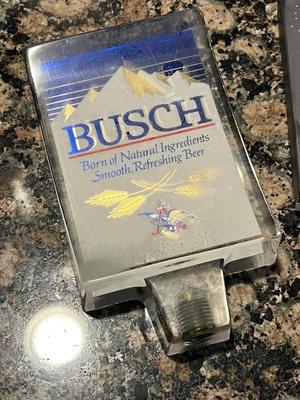 BUSCH
Born of Natural Ingredients
Smooth, Refreshing Beer